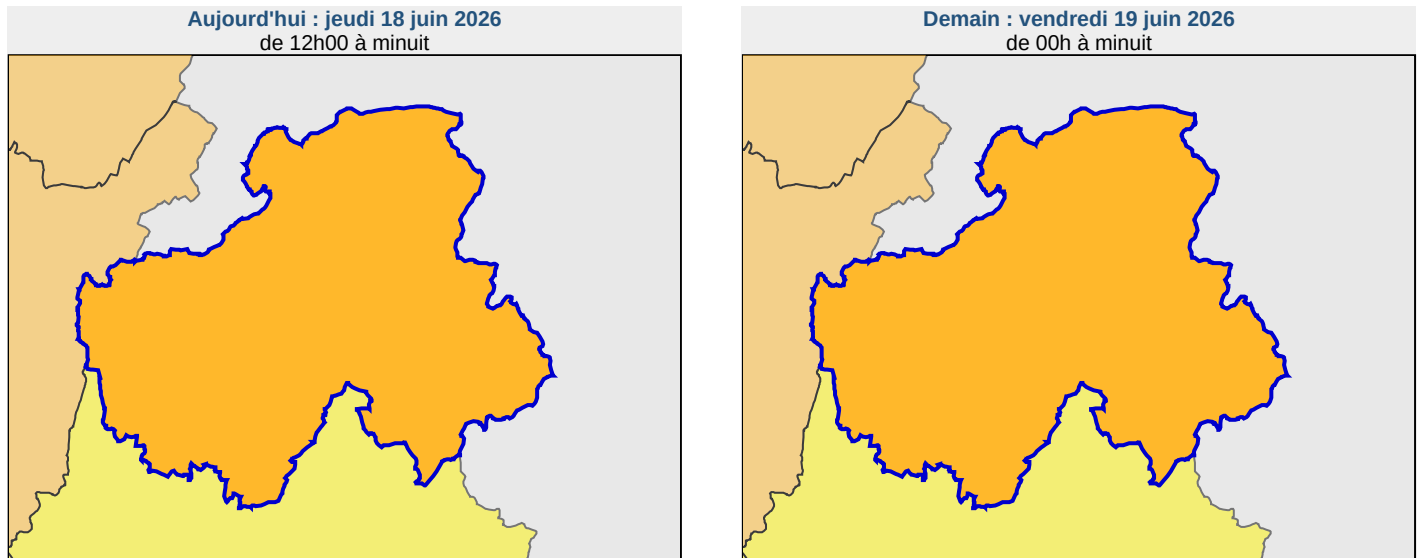 Aujourd'hui : jeudi 18 juin 2026
de 12h00 à minuit
Demain : vendredi 19 juin 2026
de 00h à minuit